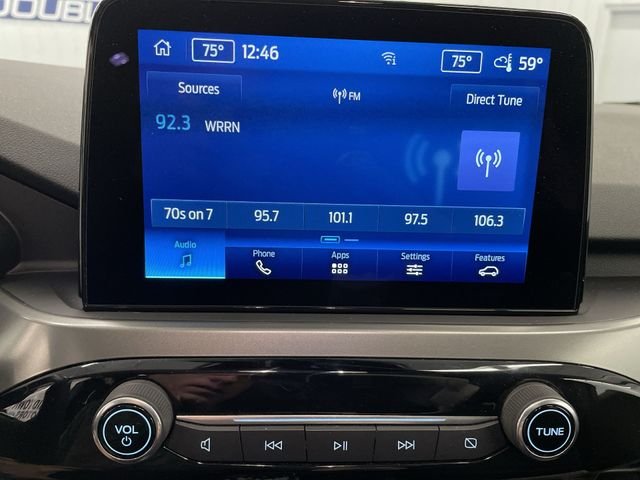 DOUBL
75° 12:46 75° 59°
Sources FM Direct Tune
92.3 WRRN
70s on 7 95.7 101.1 97.5 106.3
Audio Phone Apps Settings Features
VOL TUNE